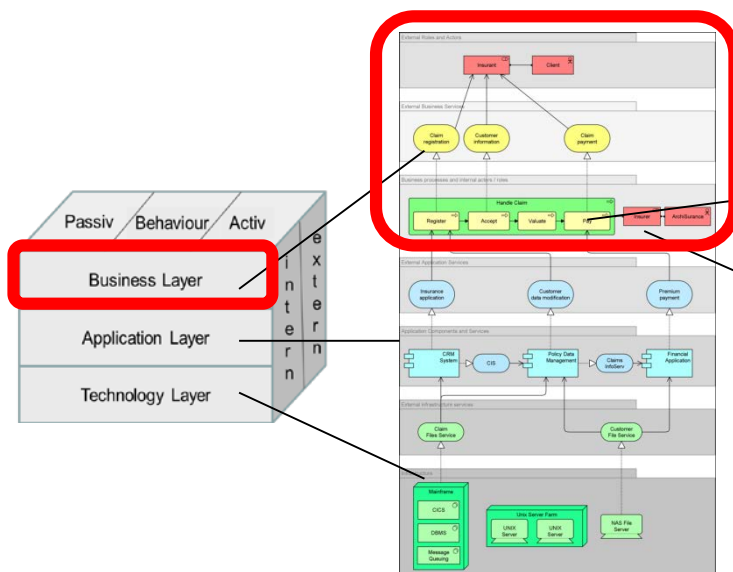 Passiv
Behaviour
Activ
Business Layer
Application Layer
Technology Layer
intern
extern
External Roles and Actors
Insurant
Client
External Business Services
Claim
registration
Customer
information
Claim
payment
Business processes and internal actors / roles
Handle Claim
Register
Accept
Valuate
Pay
Insurer
ArchiSurance
External Application Services
Insurance
application
Customer
data modification
Premium
payment
Application Components and Services
CRM
System
CIS
Policy Data
Management
Claims
InfoServ
Financial
Application
External Infrastructure services
Claim
Files Service
Customer
File Service
Mainframe
CICS
DBMS
Message
Queuing
Unix Server Farm
UNIX
Server
UNIX
Server
NAS File
Server